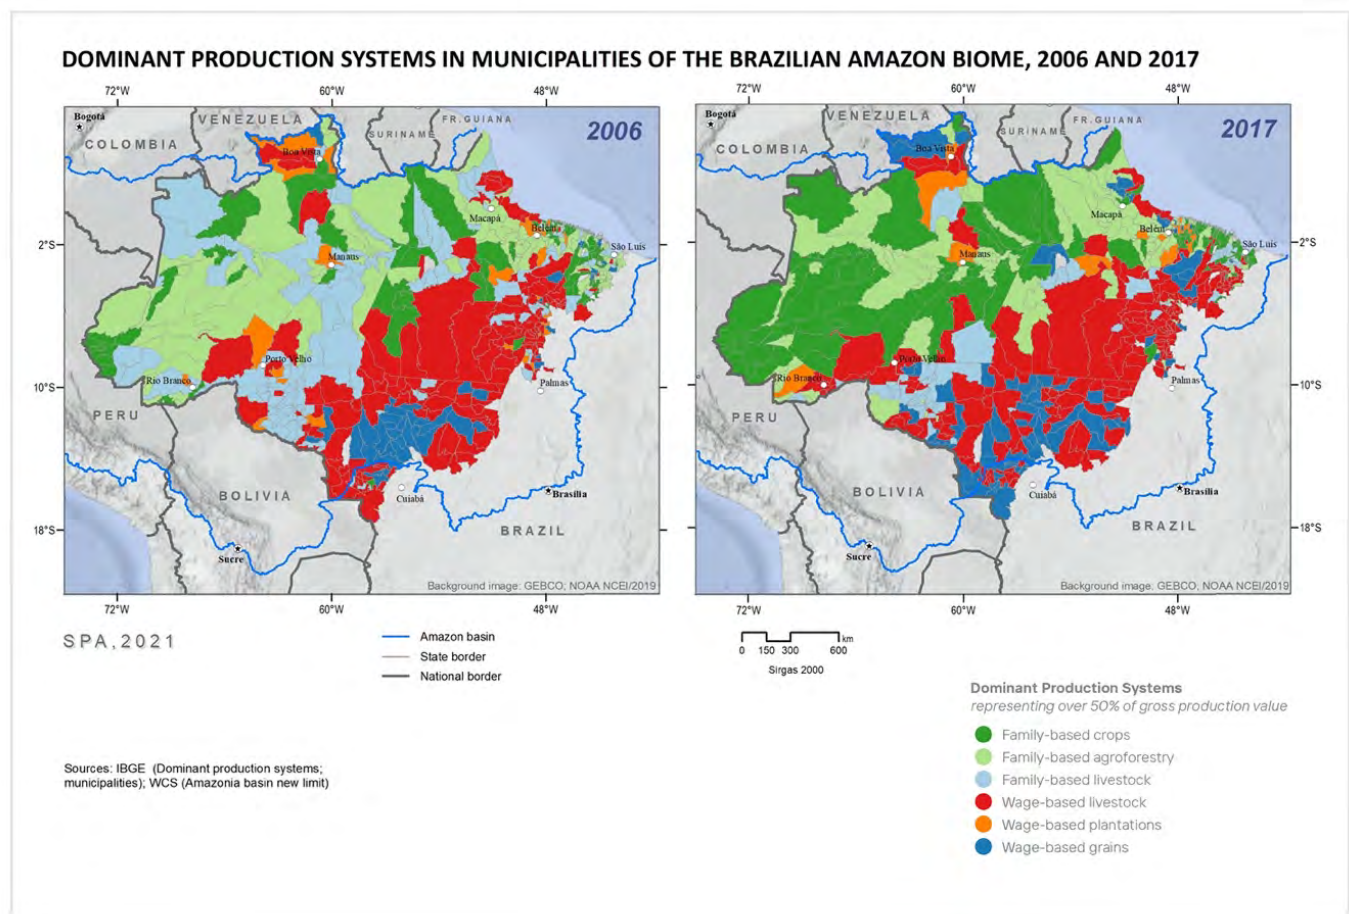 DOMINANT PRODUCTION SYSTEMS IN MUNICIPALITIES OF THE BRAZILIAN AMAZON BIOME, 2006 AND 2017
72°W
60°W
48°W
Bogotá
VENEZUELA
SURINAME
FR.GUIANA
2006
COLOMBIA
Boa Vista
Macapá
Belém
São Luis
2°S
Manaus
Porto Velho
Rio Branco
10°S
Palmas
PERU
BOLIVIA
Cuiabá
Brasília
BRAZIL
18°S
Sucre
Background image: GEBCO; NOAA NCEI/2019
72°W
60°W
48°W
72°W
60°W
48°W
Bogotá
VENEZUELA
SURINAME
FR.GUIANA
2017
COLOMBIA
Boa Vista
Macapá
Belém
São Luis
2°S
Manaus
Porto Velho
Rio Branco
10°S
Palmas
PERU
BOLIVIA
Cuiabá
Brasília
BRAZIL
18°S
Sucre
Background image: GEBCO; NOAA NCEI/2019
72°W
60°W
48°W
SPA,2021
Amazon basin
State border
National border
km
0 150 300 600
Sirgas 2000
Dominant Production Systems
representing over 50% of gross production value
Family-based crops
Family-based agroforestry
Family-based livestock
Wage-based livestock
Wage-based plantations
Wage-based grains
Sources: IBGE (Dominant production systems;
municipalities); WCS (Amazonia basin new limit)